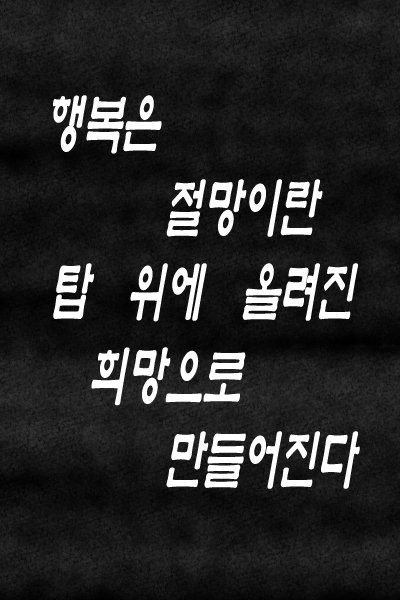 행복은
절망이란
탑 위에 올려진
희망으로
만들어진다